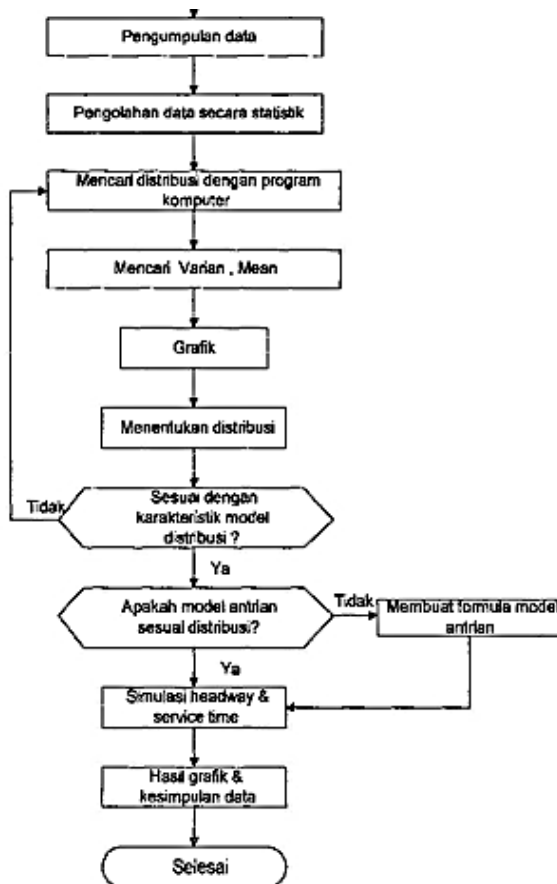 Pengumpulan data
Pengolahan data secara statistik
Mencari distribusi dengan program
komputer
Mencari Varian , Mean
Grafik
Menentukan distribusi
Tidak
Sesuai dengan
karakteristik model
distribusi ?
Ya
Apakah model antrian
sesuai distribusi?
Tidak
Membuat formula model
antrian
Ya
Simulasi headway &
service time
Hasil grafik &
kesimpulan data
Selesai